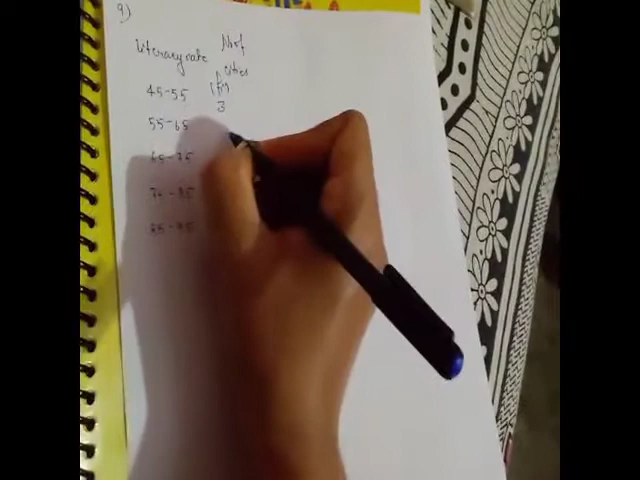 9)
Literacy rate No of
cities
(fi)
45-55 3
55-65
65-75
75-85
85-95